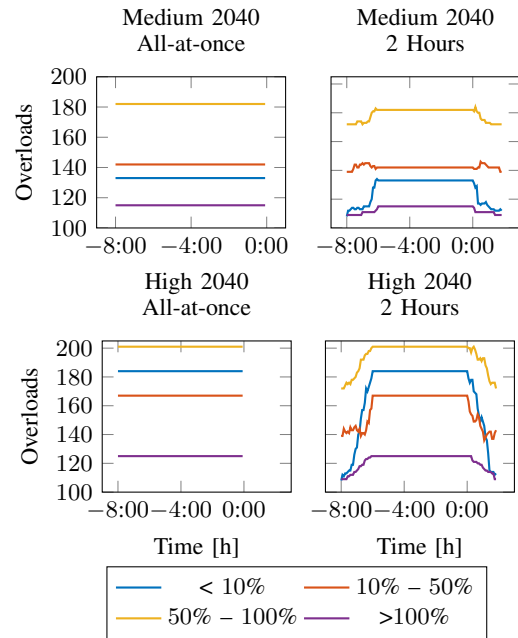 Medium 2040 Medium 2040
All-at-once 2 Hours
200
180
160
140
120
100
Overloads
−8:00 −4:00 0:00 −8:00 −4:00 0:00
High 2040 High 2040
All-at-once 2 Hours
200
180
160
140
120
100
Overloads
−8:00 −4:00 0:00 −8:00 −4:00 0:00
Time [h] Time [h]
< 10% 10% – 50%
50% – 100% >100%